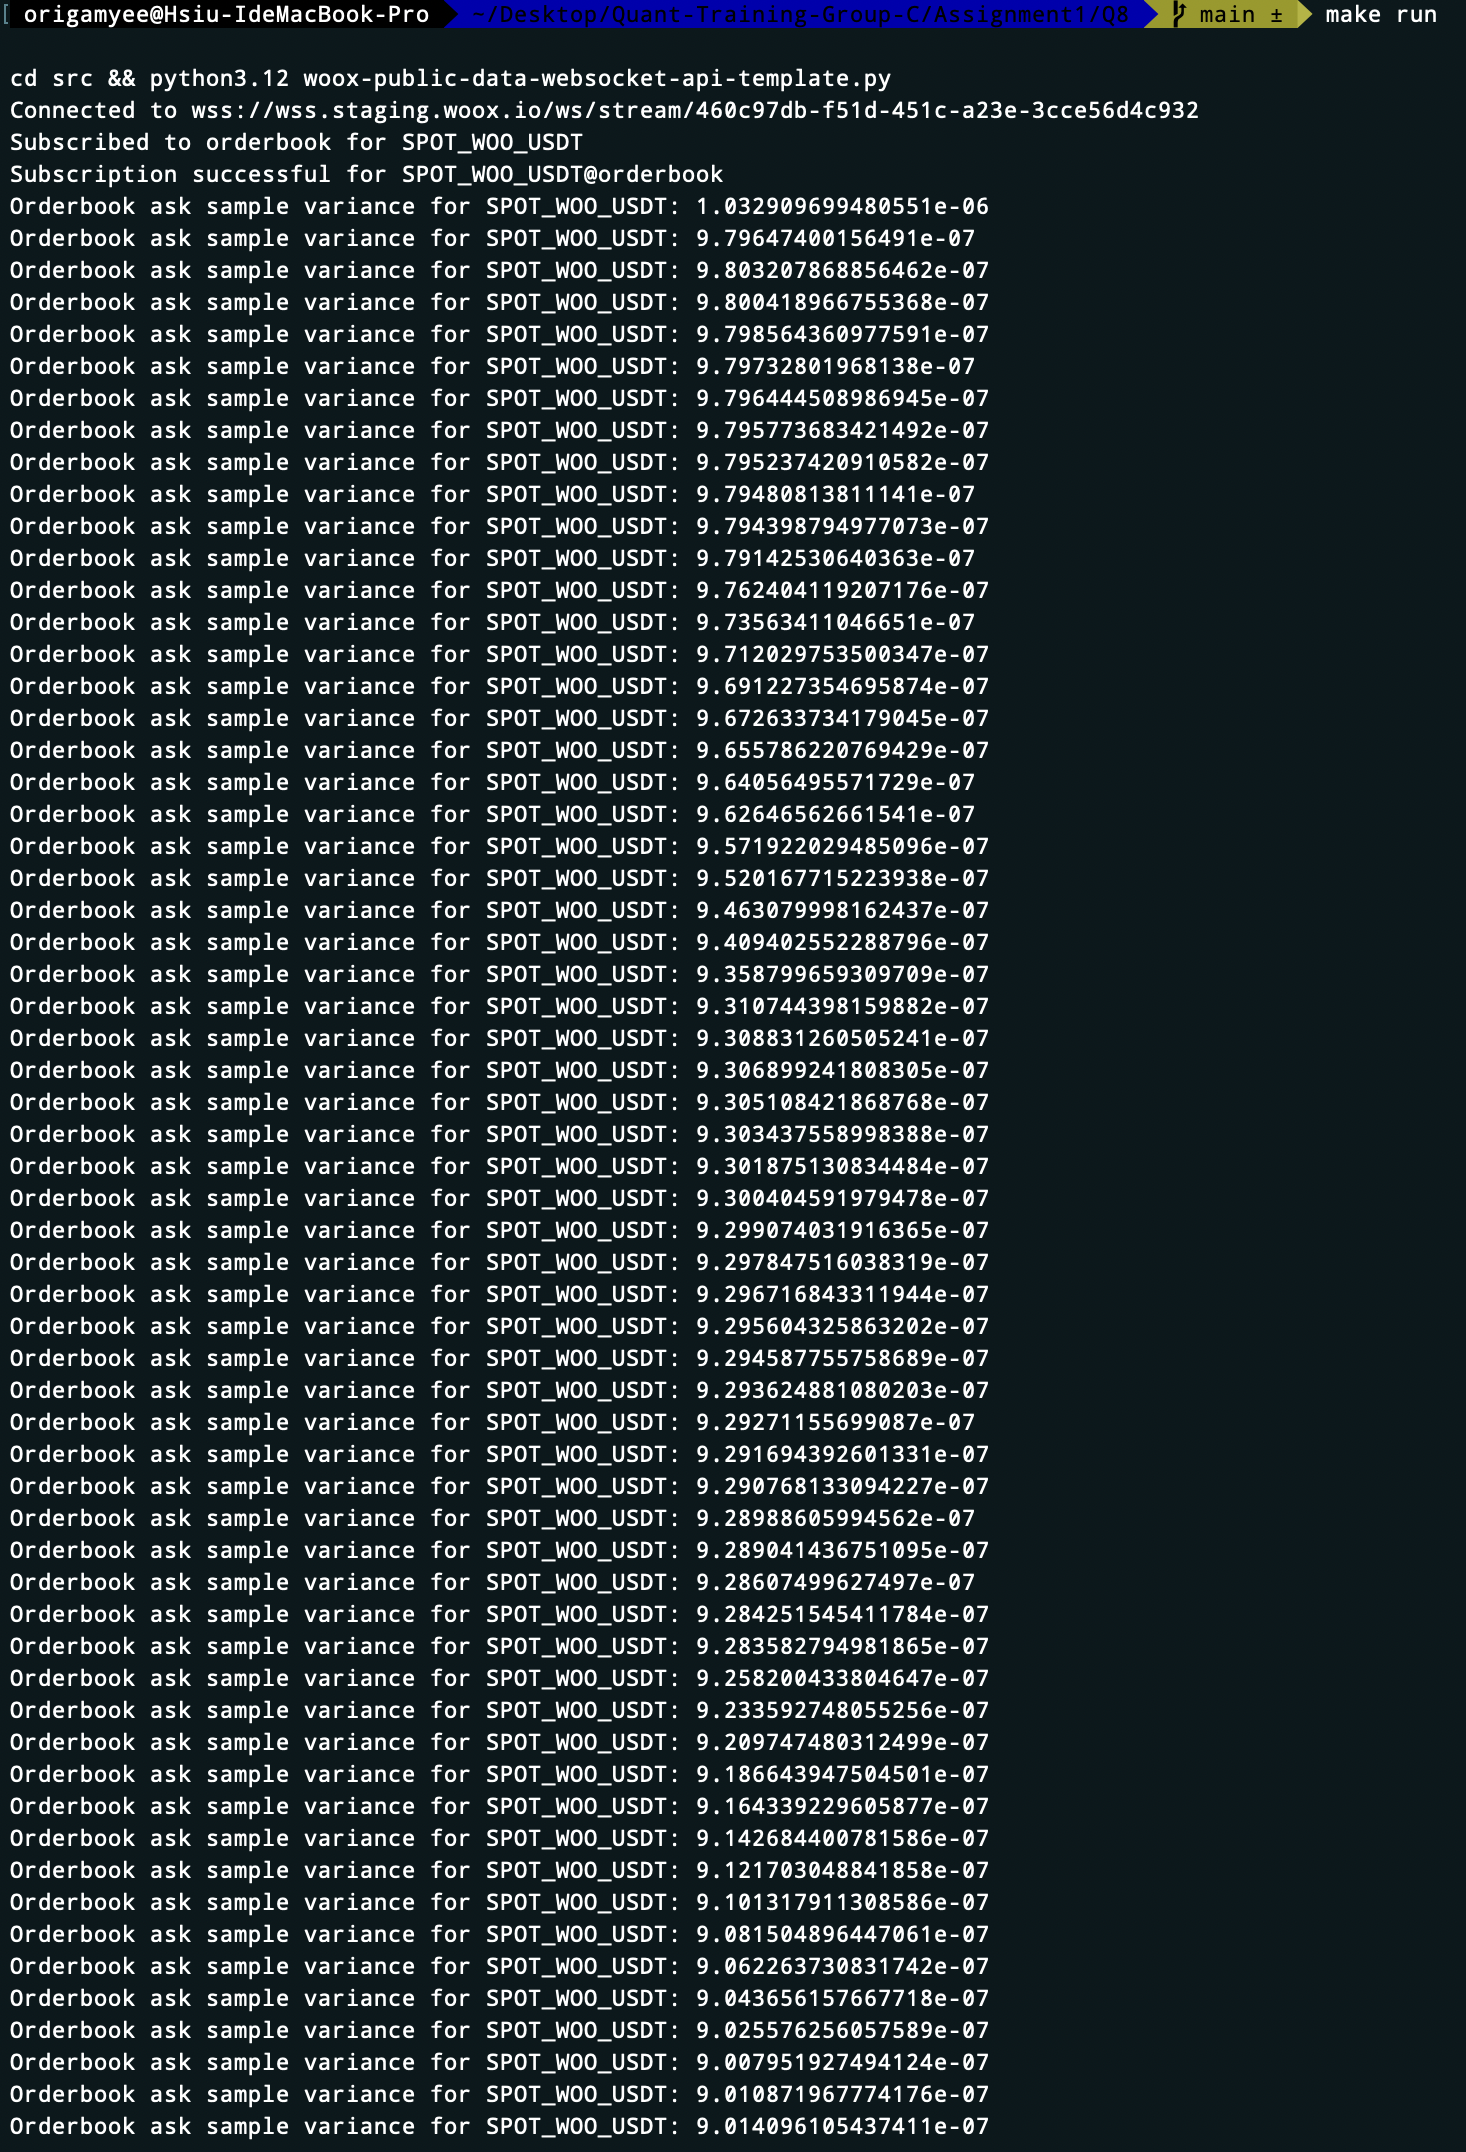 origamyee@Hsiu-IdeMacBook-Pro ~/Desktop/Quant-Training-Group-C/Assignment1/Q8 main ± make run
cd src && python3.12 woox-public-data-websocket-api-template.py
Connected to wss://wss.staging.woox.io/ws/stream/460c97db-f51d-451c-a23e-3cce56d4c932
Subscribed to orderbook for SPOT_WOO_USDT
Subscription successful for SPOT_WOO_USDT@orderbook
Orderbook ask sample variance for SPOT_WOO_USDT: 1.032909699480551e-06
Orderbook ask sample variance for SPOT_WOO_USDT: 9.79647400156491e-07
Orderbook ask sample variance for SPOT_WOO_USDT: 9.803207868856462e-07
Orderbook ask sample variance for SPOT_WOO_USDT: 9.800418966755368e-07
Orderbook ask sample variance for SPOT_WOO_USDT: 9.798564360977591e-07
Orderbook ask sample variance for SPOT_WOO_USDT: 9.79732801968138e-07
Orderbook ask sample variance for SPOT_WOO_USDT: 9.796444508986945e-07
Orderbook ask sample variance for SPOT_WOO_USDT: 9.795773683421492e-07
Orderbook ask sample variance for SPOT_WOO_USDT: 9.795237420910582e-07
Orderbook ask sample variance for SPOT_WOO_USDT: 9.79480813811141e-07
Orderbook ask sample variance for SPOT_WOO_USDT: 9.794398794977073e-07
Orderbook ask sample variance for SPOT_WOO_USDT: 9.79142530640363e-07
Orderbook ask sample variance for SPOT_WOO_USDT: 9.762404119207176e-07
Orderbook ask sample variance for SPOT_WOO_USDT: 9.73563411046651e-07
Orderbook ask sample variance for SPOT_WOO_USDT: 9.712029753500347e-07
Orderbook ask sample variance for SPOT_WOO_USDT: 9.691227354695874e-07
Orderbook ask sample variance for SPOT_WOO_USDT: 9.672633734179045e-07
Orderbook ask sample variance for SPOT_WOO_USDT: 9.655786220769429e-07
Orderbook ask sample variance for SPOT_WOO_USDT: 9.64056495571729e-07
Orderbook ask sample variance for SPOT_WOO_USDT: 9.62646562661541e-07
Orderbook ask sample variance for SPOT_WOO_USDT: 9.571922029485096e-07
Orderbook ask sample variance for SPOT_WOO_USDT: 9.520167715223938e-07
Orderbook ask sample variance for SPOT_WOO_USDT: 9.463079998162437e-07
Orderbook ask sample variance for SPOT_WOO_USDT: 9.409402552288796e-07
Orderbook ask sample variance for SPOT_WOO_USDT: 9.358799659309709e-07
Orderbook ask sample variance for SPOT_WOO_USDT: 9.310744398159882e-07
Orderbook ask sample variance for SPOT_WOO_USDT: 9.308831260505241e-07
Orderbook ask sample variance for SPOT_WOO_USDT: 9.306899241808305e-07
Orderbook ask sample variance for SPOT_WOO_USDT: 9.305108421868768e-07
Orderbook ask sample variance for SPOT_WOO_USDT: 9.303437558998388e-07
Orderbook ask sample variance for SPOT_WOO_USDT: 9.301875130834484e-07
Orderbook ask sample variance for SPOT_WOO_USDT: 9.300404591979478e-07
Orderbook ask sample variance for SPOT_WOO_USDT: 9.299074031916365e-07
Orderbook ask sample variance for SPOT_WOO_USDT: 9.297847516038319e-07
Orderbook ask sample variance for SPOT_WOO_USDT: 9.296716843311944e-07
Orderbook ask sample variance for SPOT_WOO_USDT: 9.295604325863202e-07
Orderbook ask sample variance for SPOT_WOO_USDT: 9.294587755758689e-07
Orderbook ask sample variance for SPOT_WOO_USDT: 9.293624881080203e-07
Orderbook ask sample variance for SPOT_WOO_USDT: 9.29271155699087e-07
Orderbook ask sample variance for SPOT_WOO_USDT: 9.291694392601331e-07
Orderbook ask sample variance for SPOT_WOO_USDT: 9.290768133094227e-07
Orderbook ask sample variance for SPOT_WOO_USDT: 9.28988605994562e-07
Orderbook ask sample variance for SPOT_WOO_USDT: 9.289041436751095e-07
Orderbook ask sample variance for SPOT_WOO_USDT: 9.28607499627497e-07
Orderbook ask sample variance for SPOT_WOO_USDT: 9.284251545411784e-07
Orderbook ask sample variance for SPOT_WOO_USDT: 9.283582794981865e-07
Orderbook ask sample variance for SPOT_WOO_USDT: 9.258200433804647e-07
Orderbook ask sample variance for SPOT_WOO_USDT: 9.233592748055256e-07
Orderbook ask sample variance for SPOT_WOO_USDT: 9.209747480312499e-07
Orderbook ask sample variance for SPOT_WOO_USDT: 9.186643947504501e-07
Orderbook ask sample variance for SPOT_WOO_USDT: 9.164339229605877e-07
Orderbook ask sample variance for SPOT_WOO_USDT: 9.142684400781586e-07
Orderbook ask sample variance for SPOT_WOO_USDT: 9.121703048841858e-07
Orderbook ask sample variance for SPOT_WOO_USDT: 9.101317911308586e-07
Orderbook ask sample variance for SPOT_WOO_USDT: 9.081504896447061e-07
Orderbook ask sample variance for SPOT_WOO_USDT: 9.062263730831742e-07
Orderbook ask sample variance for SPOT_WOO_USDT: 9.043656157667718e-07
Orderbook ask sample variance for SPOT_WOO_USDT: 9.025576256057589e-07
Orderbook ask sample variance for SPOT_WOO_USDT: 9.007951927494124e-07
Orderbook ask sample variance for SPOT_WOO_USDT: 9.010871967774176e-07
Orderbook ask sample variance for SPOT_WOO_USDT: 9.014096105437411e-07